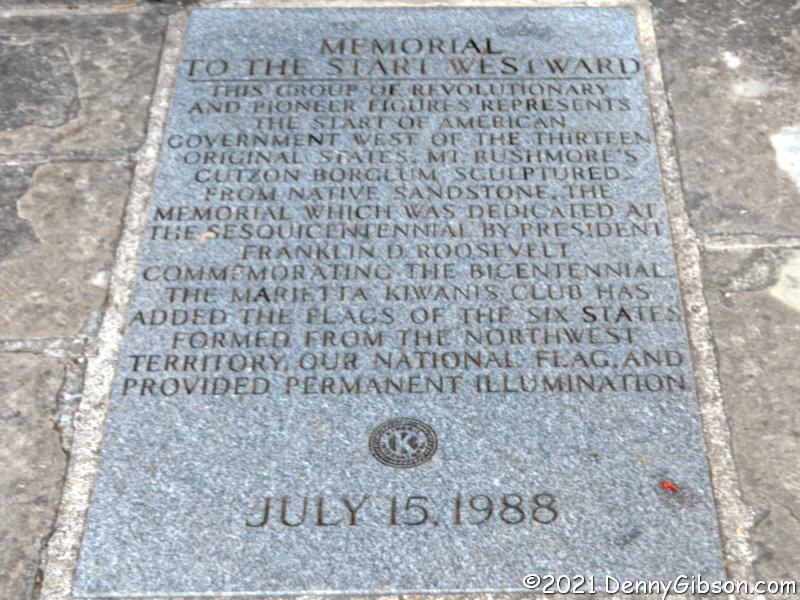 MEMORIAL
TO THE START WESTWARD
THIS GROUP OF REVOLUTIONARY
AND PIONEER FIGURES REPRESENTS
THE START OF AMERICAN
GOVERNMENT WEST OF THE THIRTEEN
ORIGINAL STATES. MT. RUSHMORE'S
GUTZON BORGLUM SCULPTURED,
FROM NATIVE SANDSTONE, THE
MEMORIAL WHICH WAS DEDICATED AT
THE SESQUICENTENNIAL BY PRESIDENT
FRANKLIN D. ROOSEVELT.
COMMEMORATING THE BICENTENNIAL,
THE MARIETTA KIWANIS CLUB HAS
ADDED THE FLAGS OF THE SIX STATES
FORMED FROM THE NORTHWEST
TERRITORY, OUR NATIONAL FLAG, AND
PROVIDED PERMANENT ILLUMINATION.
K
JULY 15, 1988
©2021 DennyGibson.com